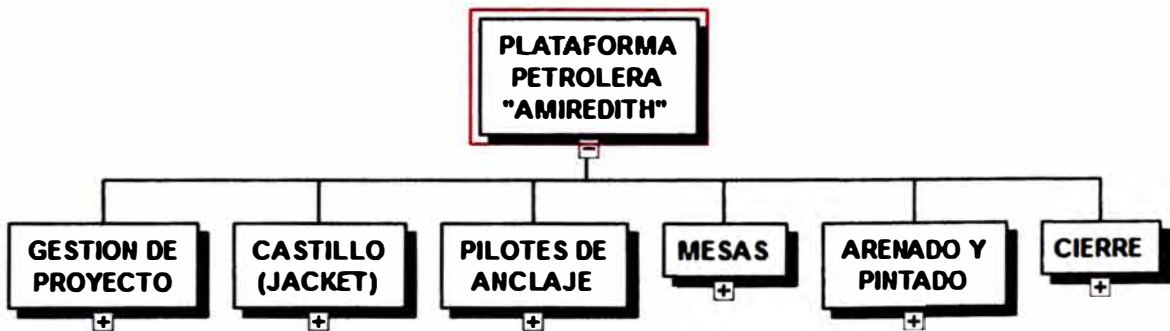 PLATAFORMA
PETROLERA
"AMIREDITH"
GESTION DE
PROYECTO
CASTILLO
(JACKET)
PILOTES DE
ANCLAJE
MESAS
ARENADO Y
PINTADO
CIERRE